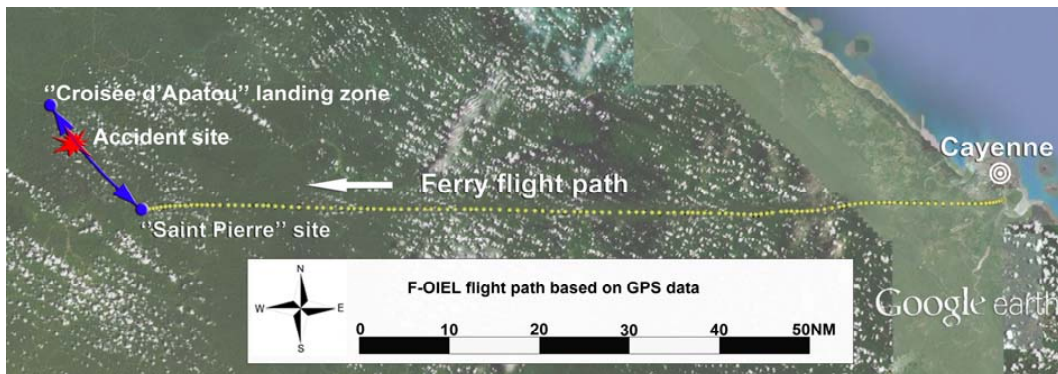 ‘‘Croisée d’Apatou’’ landing zone
Accident site
Cayenne
Ferry flight path
‘‘Saint Pierre’’ site
N
W E
S
F-OIEL flight path based on GPS data
0 10 20 30 40 50NM
Google earth